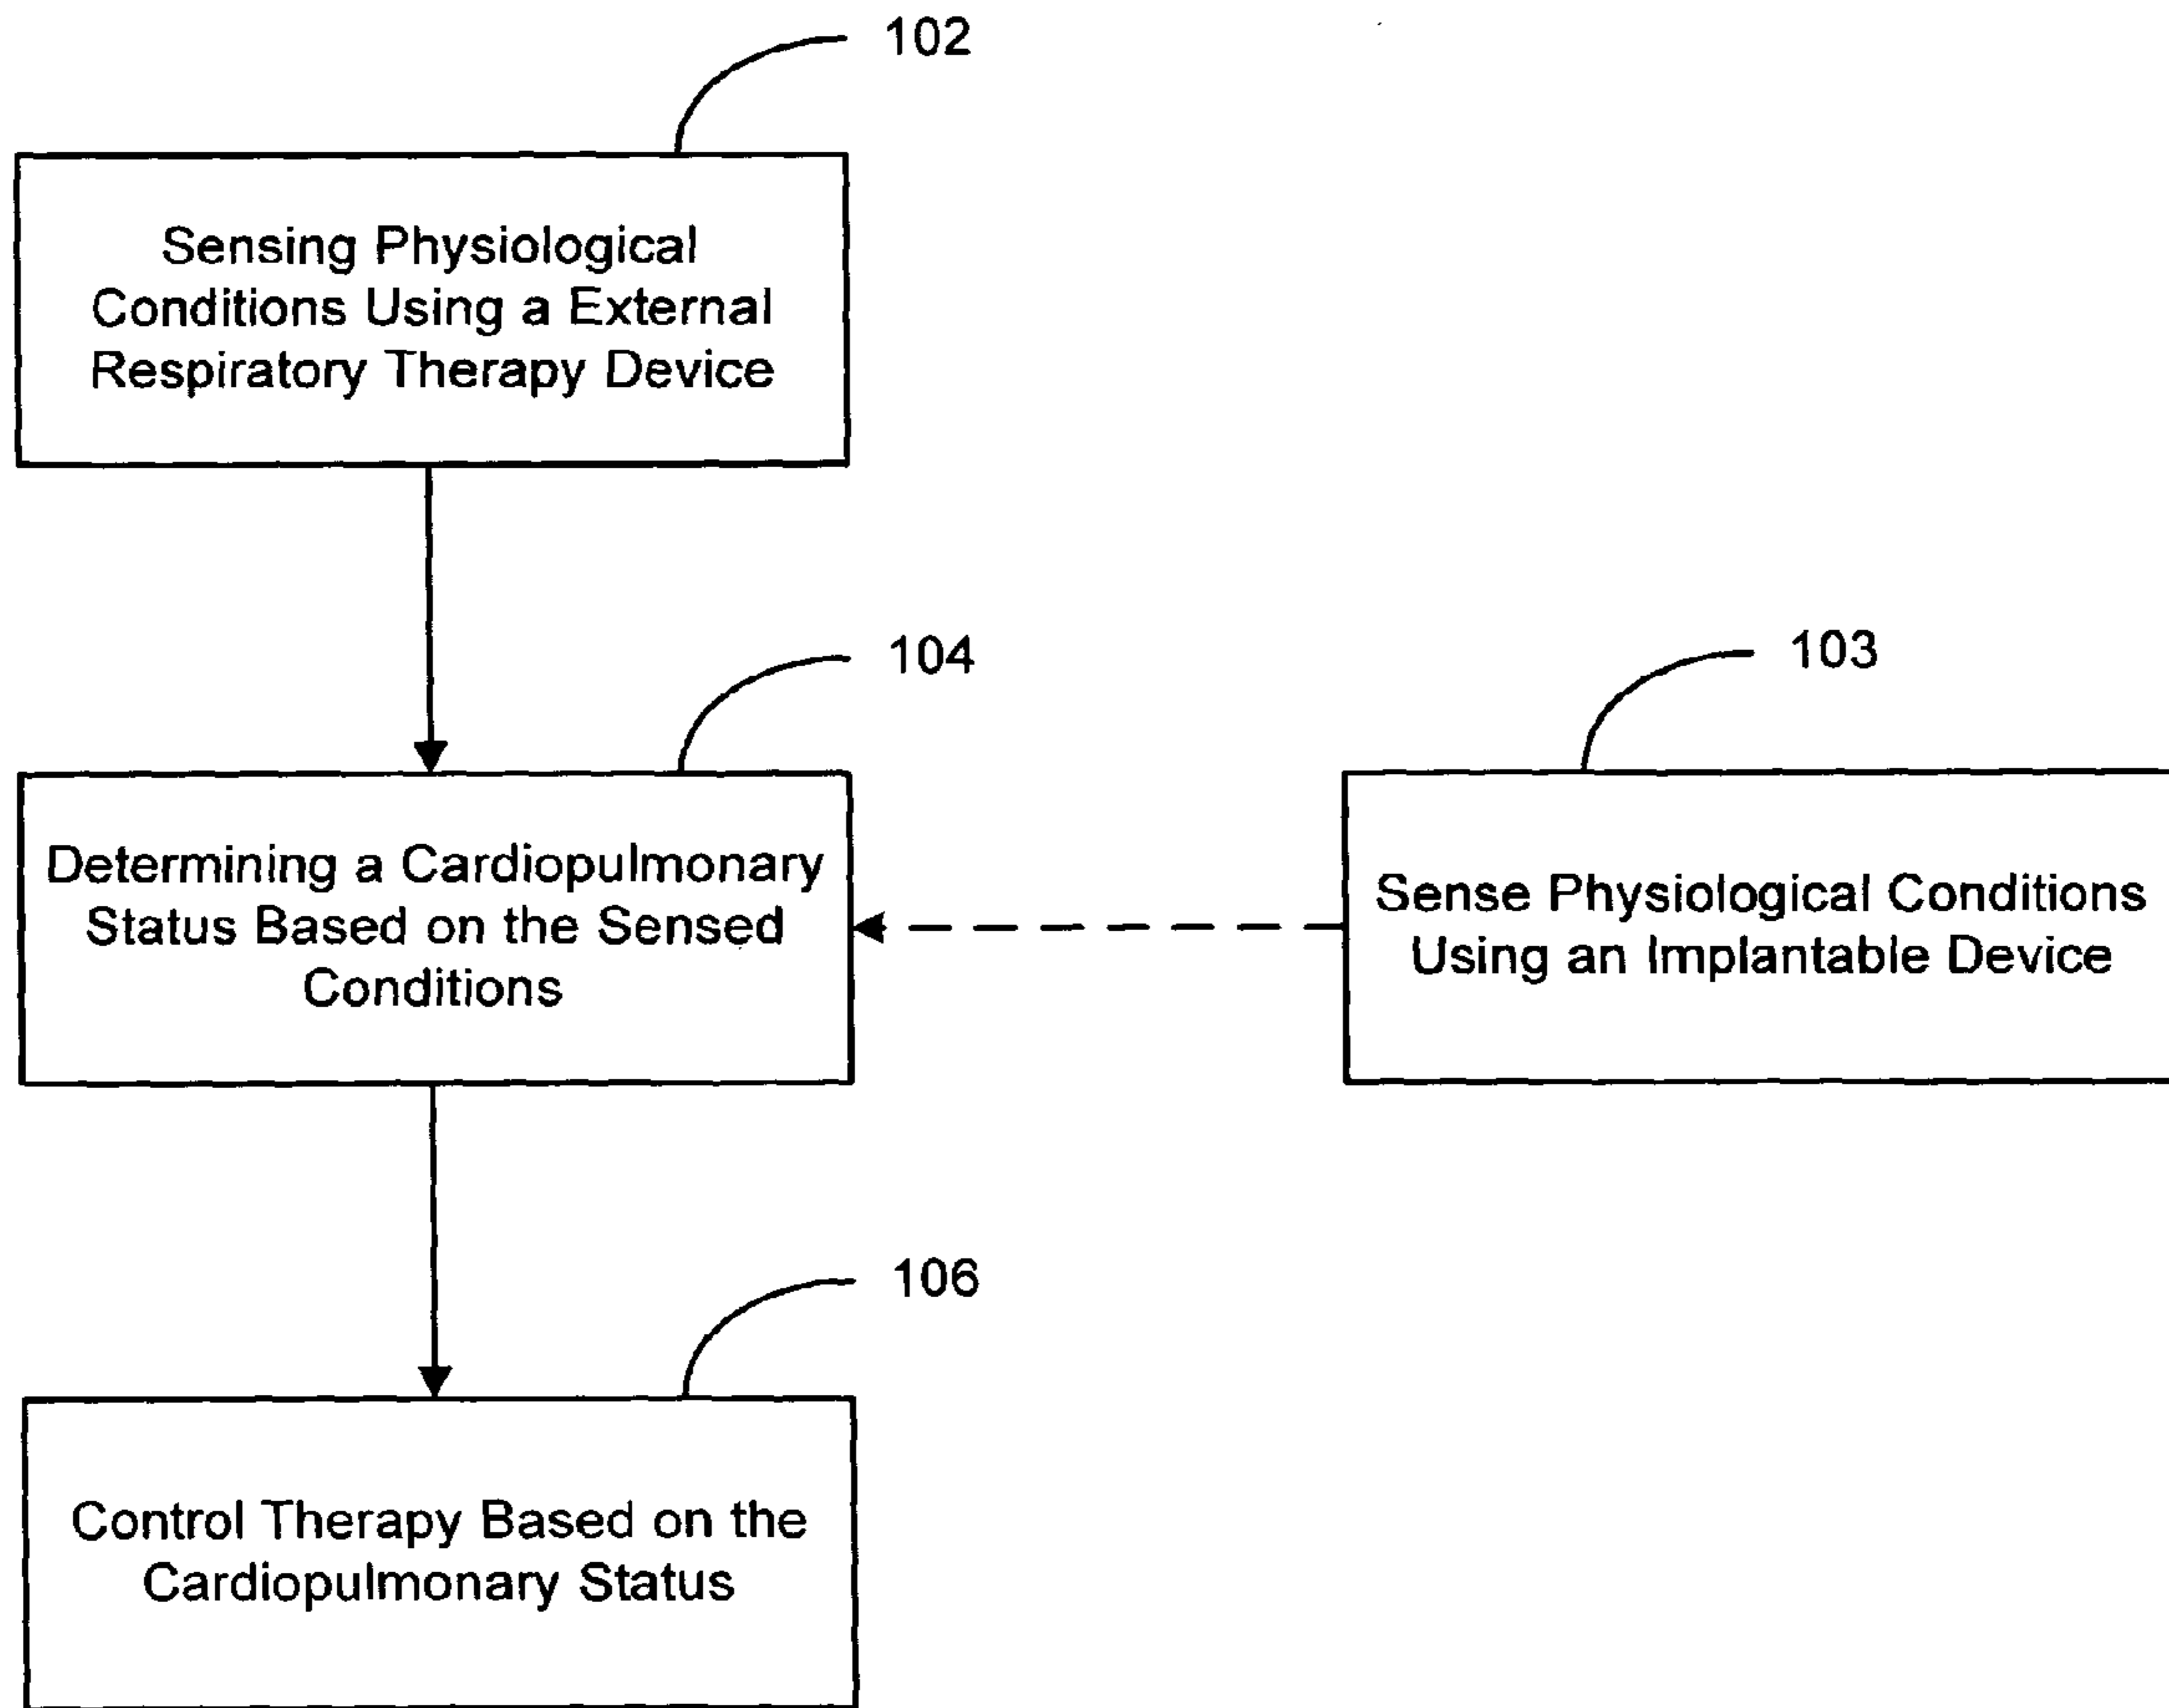 102
Sensing Physiological
Conditions Using a External
Respiratory Therapy Device
104
103
Determining a Cardiopulmonary
Status Based on the Sensed
Conditions
Sense Physiological Conditions
Using an Implantable Device
106
Control Therapy Based on the
Cardiopulmonary Status